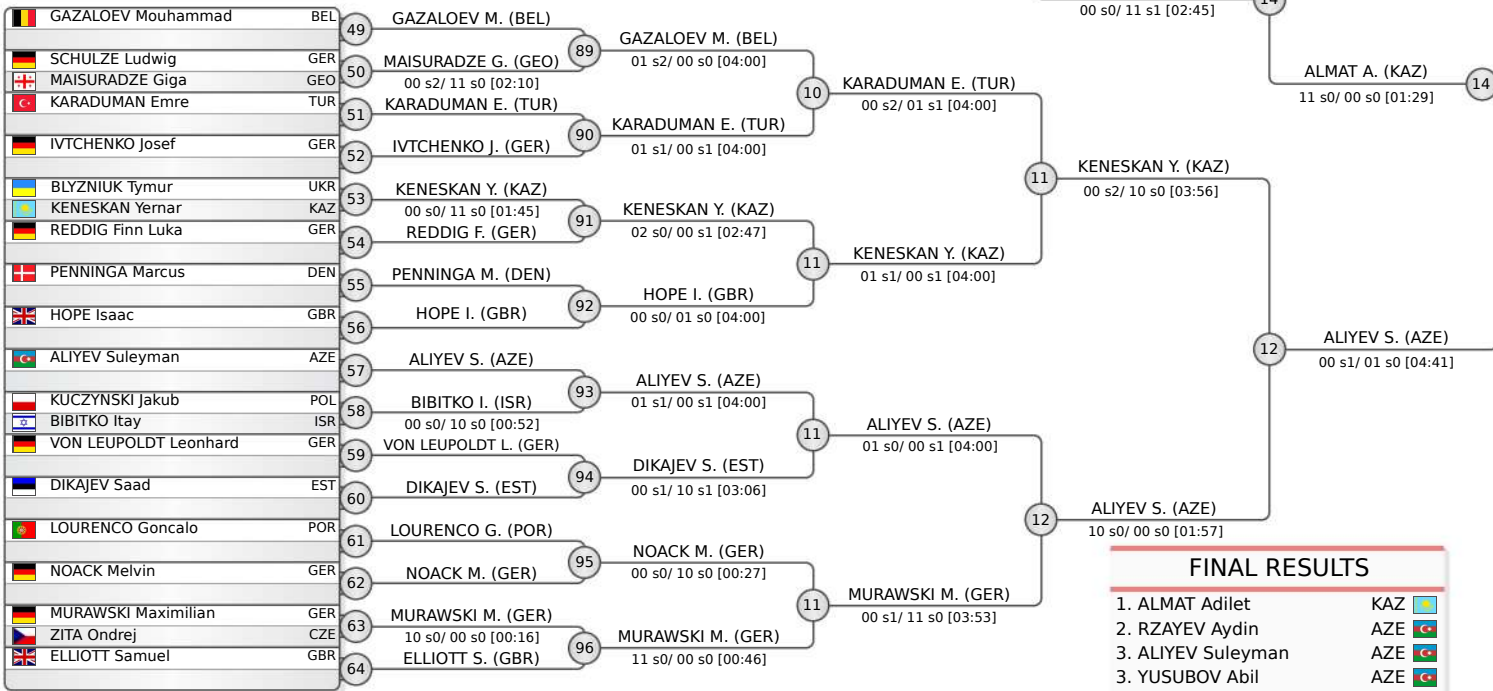 GAZALOEV Mouhammad BEL
SCHULZE Ludwig GER
MAISURADZE Giga GEO
KARADUMAN Emre TUR
IVTCHENKO Josef GER
BLYZNIUK Tymur UKR
KENESKAN Yernar KAZ
REDDIG Finn Luka GER
PENNINGA Marcus DEN
HOPE Isaac GBR
ALIYEV Suleyman AZE
KUCZYNSKI Jakub POL
BIBITKO Itay ISR
VON LEUPOLDT Leonhard GER
DIKAJEV Saad EST
LOURENCO Goncalo POR
NOACK Melvin GER
MURAWSKI Maximilian GER
ZITA Ondrej CZE
ELLIOTT Samuel GBR
49
50
51
52
53
54
55
56
57
58
59
60
61
62
63
64
GAZALOEV M. (BEL)
MAISURADZE G. (GEO)
00 s2/ 11 s0 [02:10]
KARADUMAN E. (TUR)
IVTCHENKO J. (GER)
KENESKAN Y. (KAZ)
00 s0/ 11 s0 [01:45]
REDDIG F. (GER)
PENNINGA M. (DEN)
HOPE I. (GBR)
ALIYEV S. (AZE)
BIBITKO I. (ISR)
00 s0/ 10 s0 [00:52]
VON LEUPOLDT L. (GER)
DIKAJEV S. (EST)
LOURENCO G. (POR)
NOACK M. (GER)
MURAWSKI M. (GER)
10 s0/ 00 s0 [00:16]
ELLIOTT S. (GBR)
89
90
91
92
93
94
95
96
GAZALOEV M. (BEL)
01 s2/ 00 s0 [04:00]
KARADUMAN E. (TUR)
01 s1/ 00 s1 [04:00]
KENESKAN Y. (KAZ)
02 s0/ 00 s1 [02:47]
HOPE I. (GBR)
00 s0/ 01 s0 [04:00]
ALIYEV S. (AZE)
01 s1/ 00 s1 [04:00]
DIKAJEV S. (EST)
00 s1/ 10 s1 [03:06]
NOACK M. (GER)
00 s0/ 10 s0 [00:27]
MURAWSKI M. (GER)
11 s0/ 00 s0 [00:46]
10
11
11
11
KARADUMAN E. (TUR)
00 s2/ 01 s1 [04:00]
KENESKAN Y. (KAZ)
01 s1/ 00 s1 [04:00]
ALIYEV S. (AZE)
01 s0/ 00 s1 [04:00]
MURAWSKI M. (GER)
00 s1/ 11 s0 [03:53]
11
12
00 s0/ 11 s1 [02:45]
KENESKAN Y. (KAZ)
00 s2/ 10 s0 [03:56]
ALIYEV S. (AZE)
10 s0/ 00 s0 [01:57]
14
12
ALMAT A. (KAZ)
11 s0/ 00 s0 [01:29]
14
ALIYEV S. (AZE)
00 s1/ 01 s0 [04:41]
FINAL RESULTS
1. ALMAT Adilet KAZ
2. RZAYEV Aydin AZE
3. ALIYEV Suleyman AZE
3. YUSUBOV Abil AZE